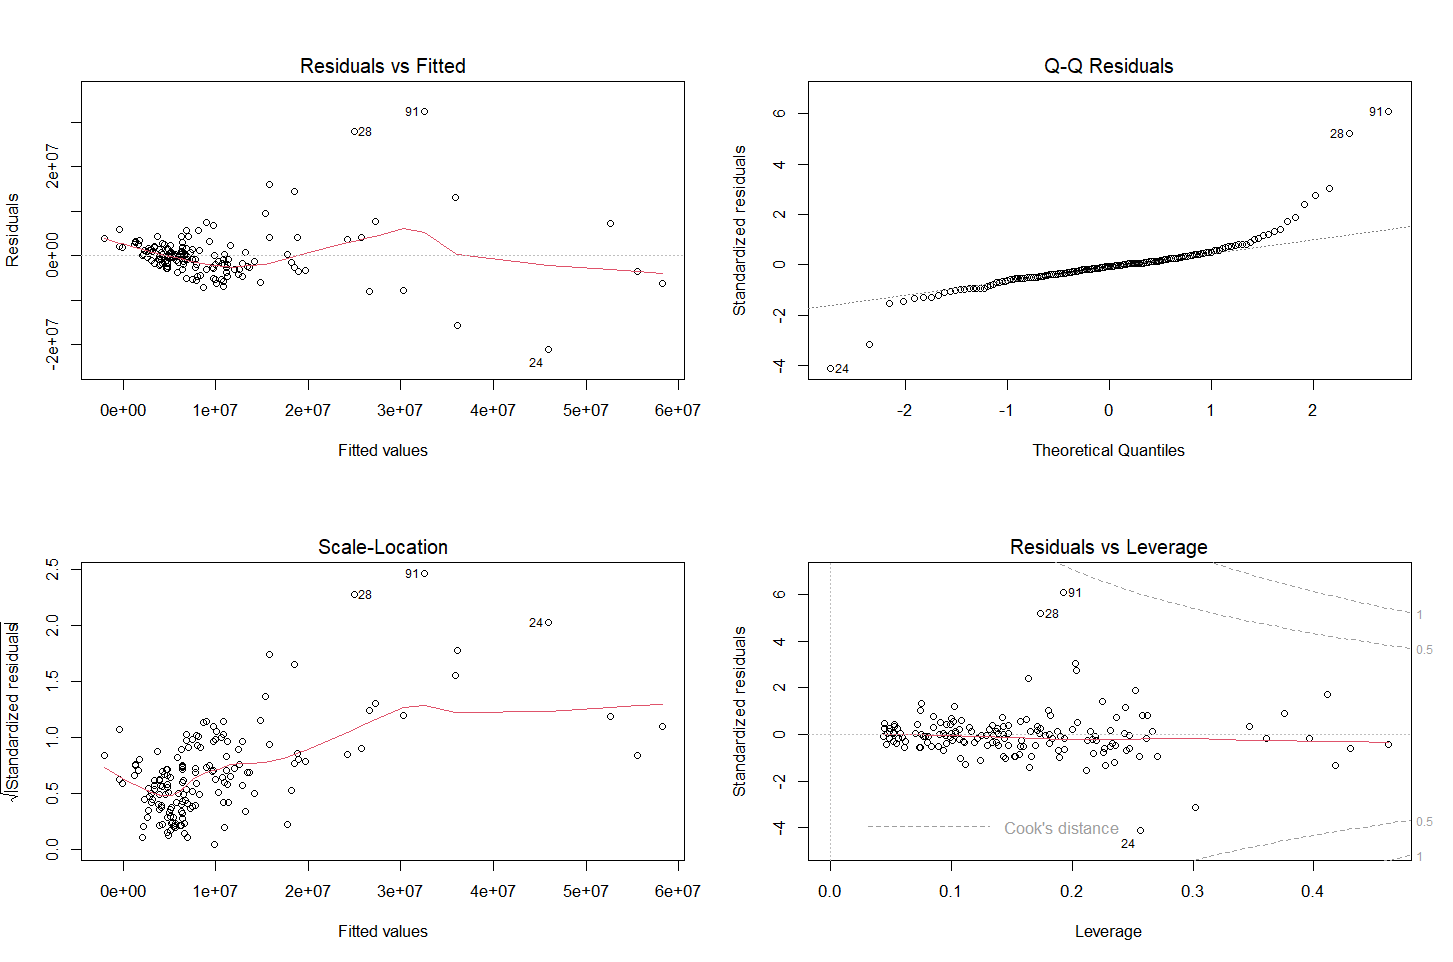 Residuals vs Fitted
Residuals
2e+07
0e+00
-2e+07
91
28
24
0e+00 1e+07 2e+07 3e+07 4e+07 5e+07 6e+07
Fitted values
Q-Q Residuals
Standardized residuals
6
4
2
0
-2
-4
91
28
24
-2 -1 0 1 2
Theoretical Quantiles
Scale-Location
√|Standardized residuals|
2.5
2.0
1.5
1.0
0.5
0.0
91
28
24
0e+00 1e+07 2e+07 3e+07 4e+07 5e+07 6e+07
Fitted values
Residuals vs Leverage
Standardized residuals
6
4
2
0
-2
-4
91
28
24
1
0.5
0.5
1
Cook's distance
0.0 0.1 0.2 0.3 0.4
Leverage